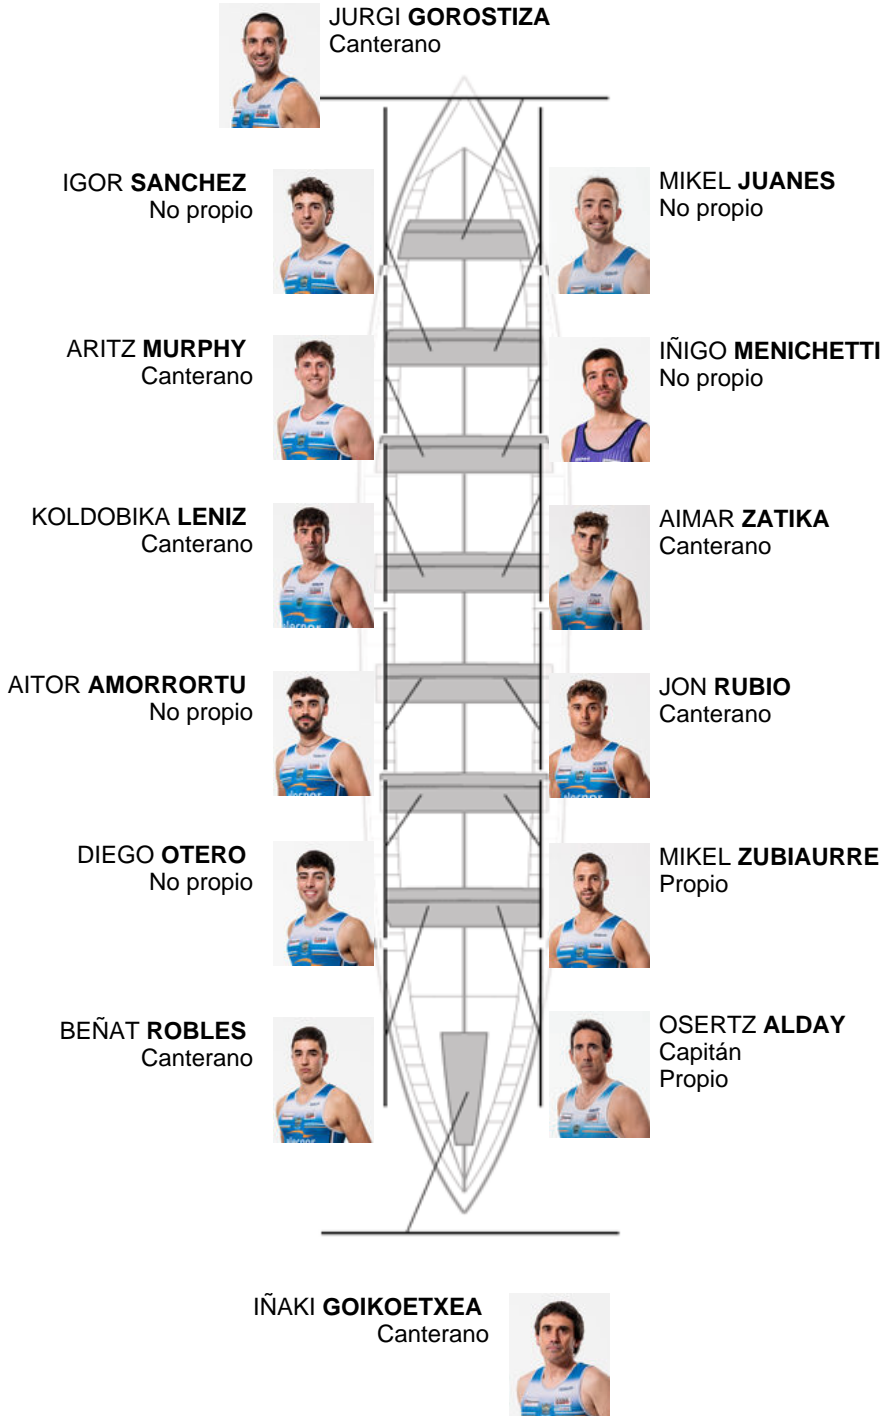 JURGI GOROSTIZA
Canterano
IGOR SANCHEZ
No propio
MIKEL JUANES
No propio
ARITZ MURPHY
Canterano
IÑIGO MENICHETTI
No propio
KOLDOBIKA LENIZ
Canterano
AIMAR ZATIKA
Canterano
AITOR AMORRORTU
No propio
JON RUBIO
Canterano
DIEGO OTERO
No propio
MIKEL ZUBIAURRE
Propio
BEÑAT ROBLES
Canterano
OSERTZ ALDAY
Capitán
Propio
IÑAKI GOIKOETXEA
Canterano